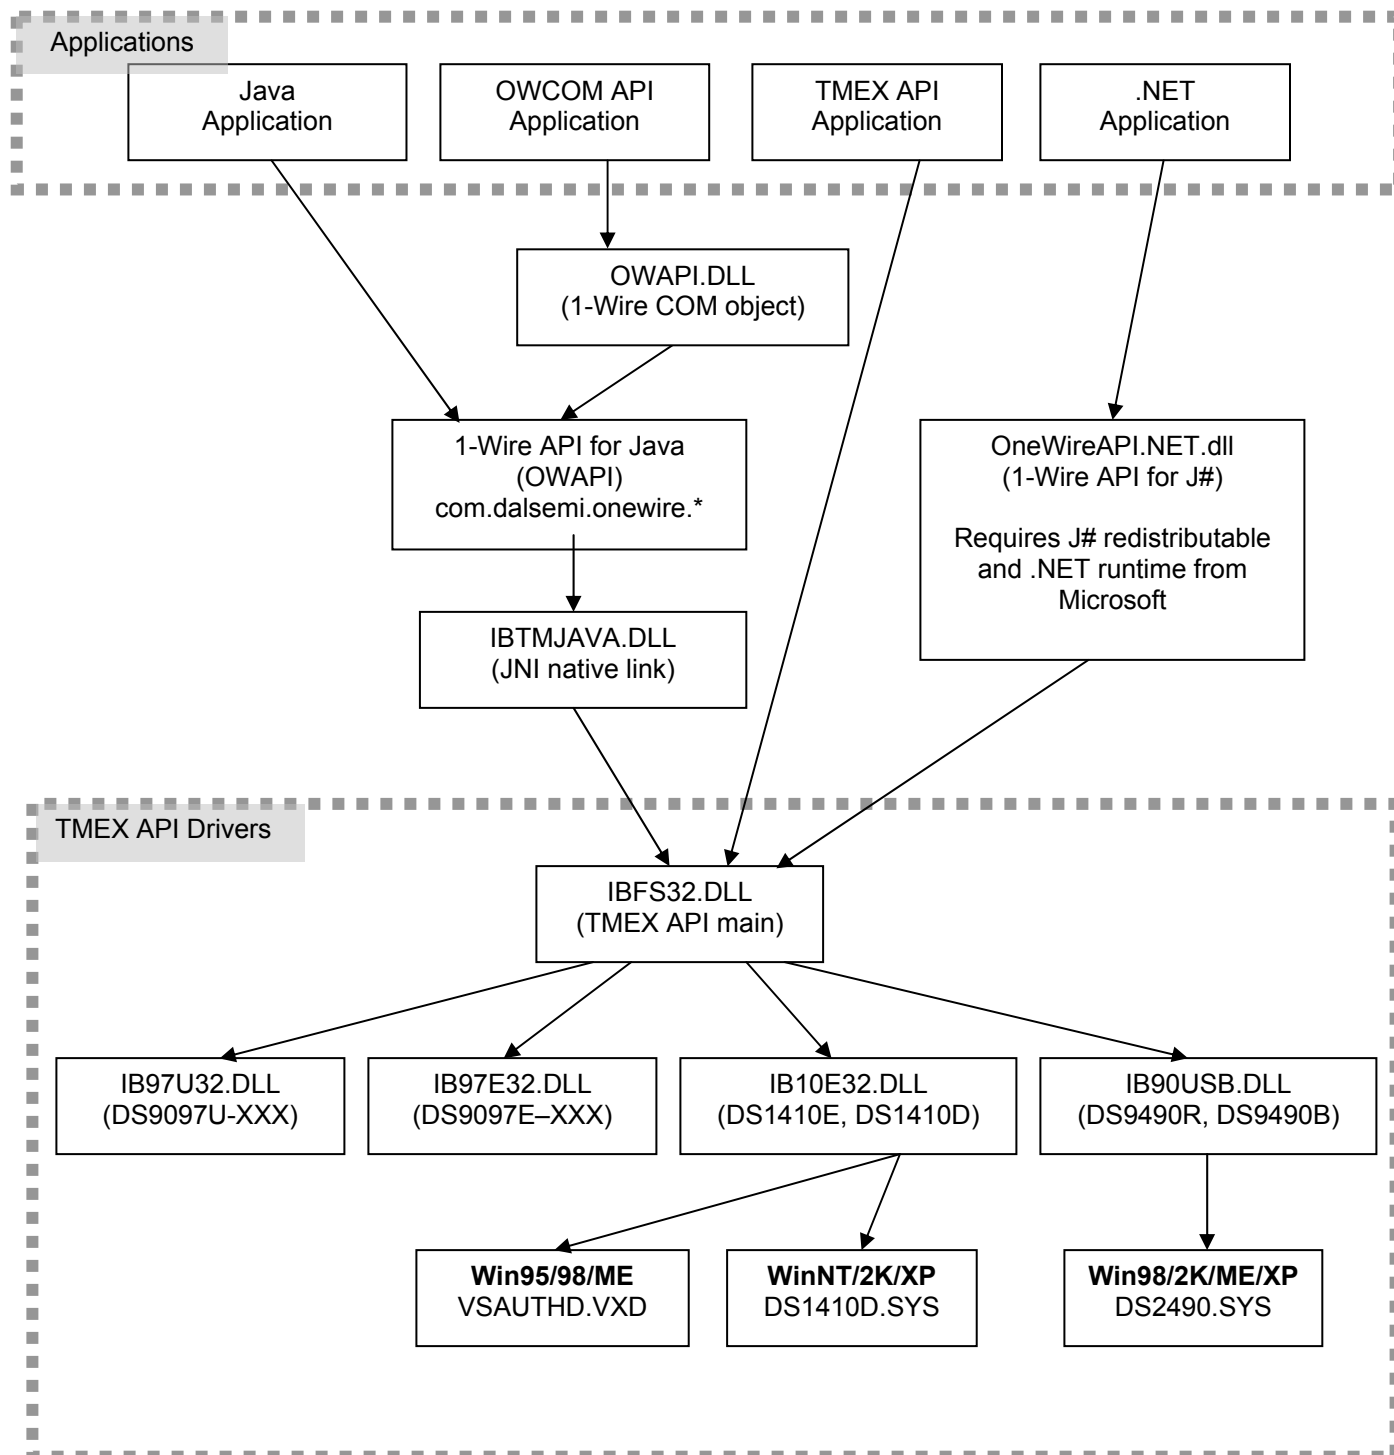 Applications
Java
Application
OWCOM API
Application
TMEX API
Application
.NET
Application
OWAPI.DLL
(1-Wire COM object)
1-Wire API for Java
(OWAPI)
com.dalsemi.onewire.*
OneWireAPI.NET.dll
(1-Wire API for J#)
Requires J# redistributable
and .NET runtime from
Microsoft
IBTMJAVA.DLL
(JNI native link)
TMEX API Drivers
IBFS32.DLL
(TMEX API main)
IB97U32.DLL
(DS9097U-XXX)
IB97E32.DLL
(DS9097E–XXX)
IB10E32.DLL
(DS1410E, DS1410D)
IB90USB.DLL
(DS9490R, DS9490B)
Win95/98/ME
VSAUTHD.VXD
WinNT/2K/XP
DS1410D.SYS
Win98/2K/ME/XP
DS2490.SYS